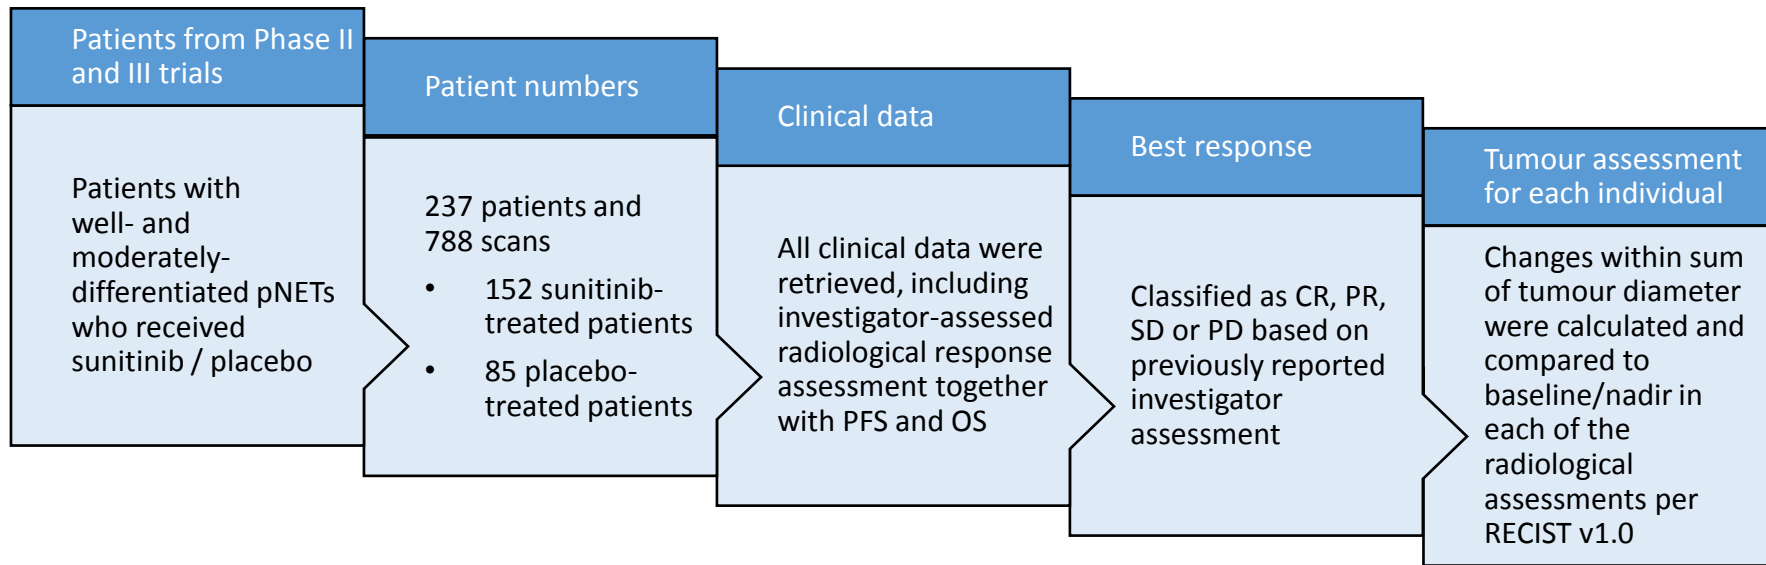 Patients from Phase II
and III trials
Patients with
well- and
moderately-
differentiated pNETs
who received
sunitinib / placebo
Patient numbers
237 patients and
788 scans
• 152 sunitinib-
treated patients
• 85 placebo-
treated patients
Clinical data
All clinical data were
retrieved, including
investigator-assessed
radiological response
assessment together
with PFS and OS
Best response
Classified as CR, PR,
SD or PD based on
previously reported
investigator
assessment
Tumour assessment
for each individual
Changes within sum
of tumour diameter
were calculated and
compared to
baseline/nadir in
each of the
radiological
assessments per
RECIST v1.0